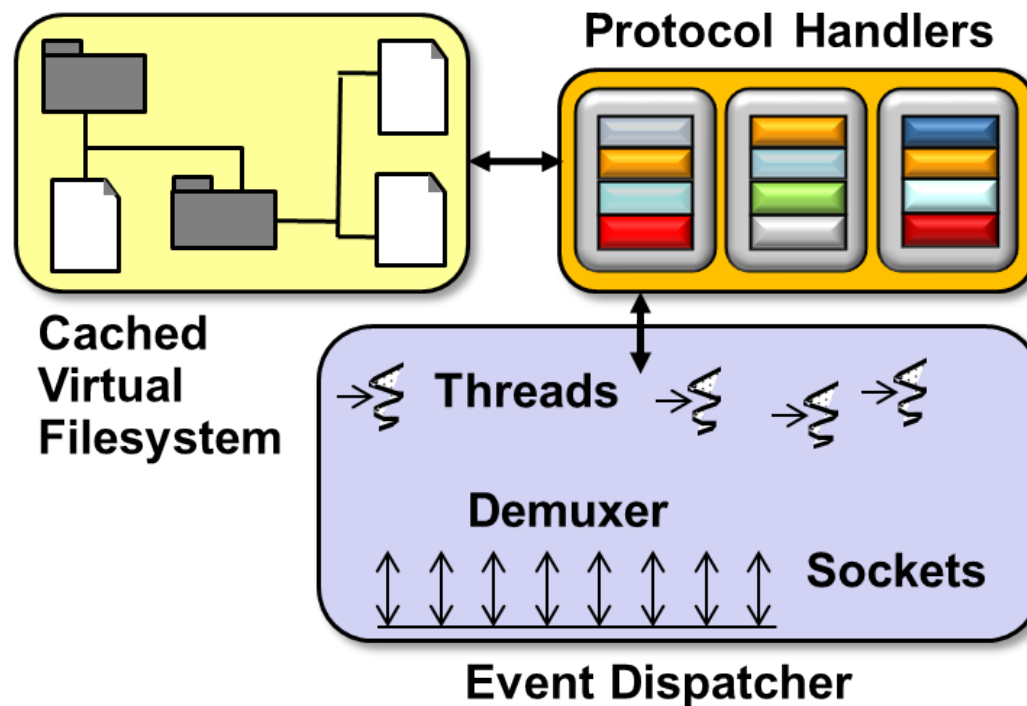 Protocol Handlers
Cached
Virtual
Filesystem
Threads
Demuxer
Sockets
Event Dispatcher